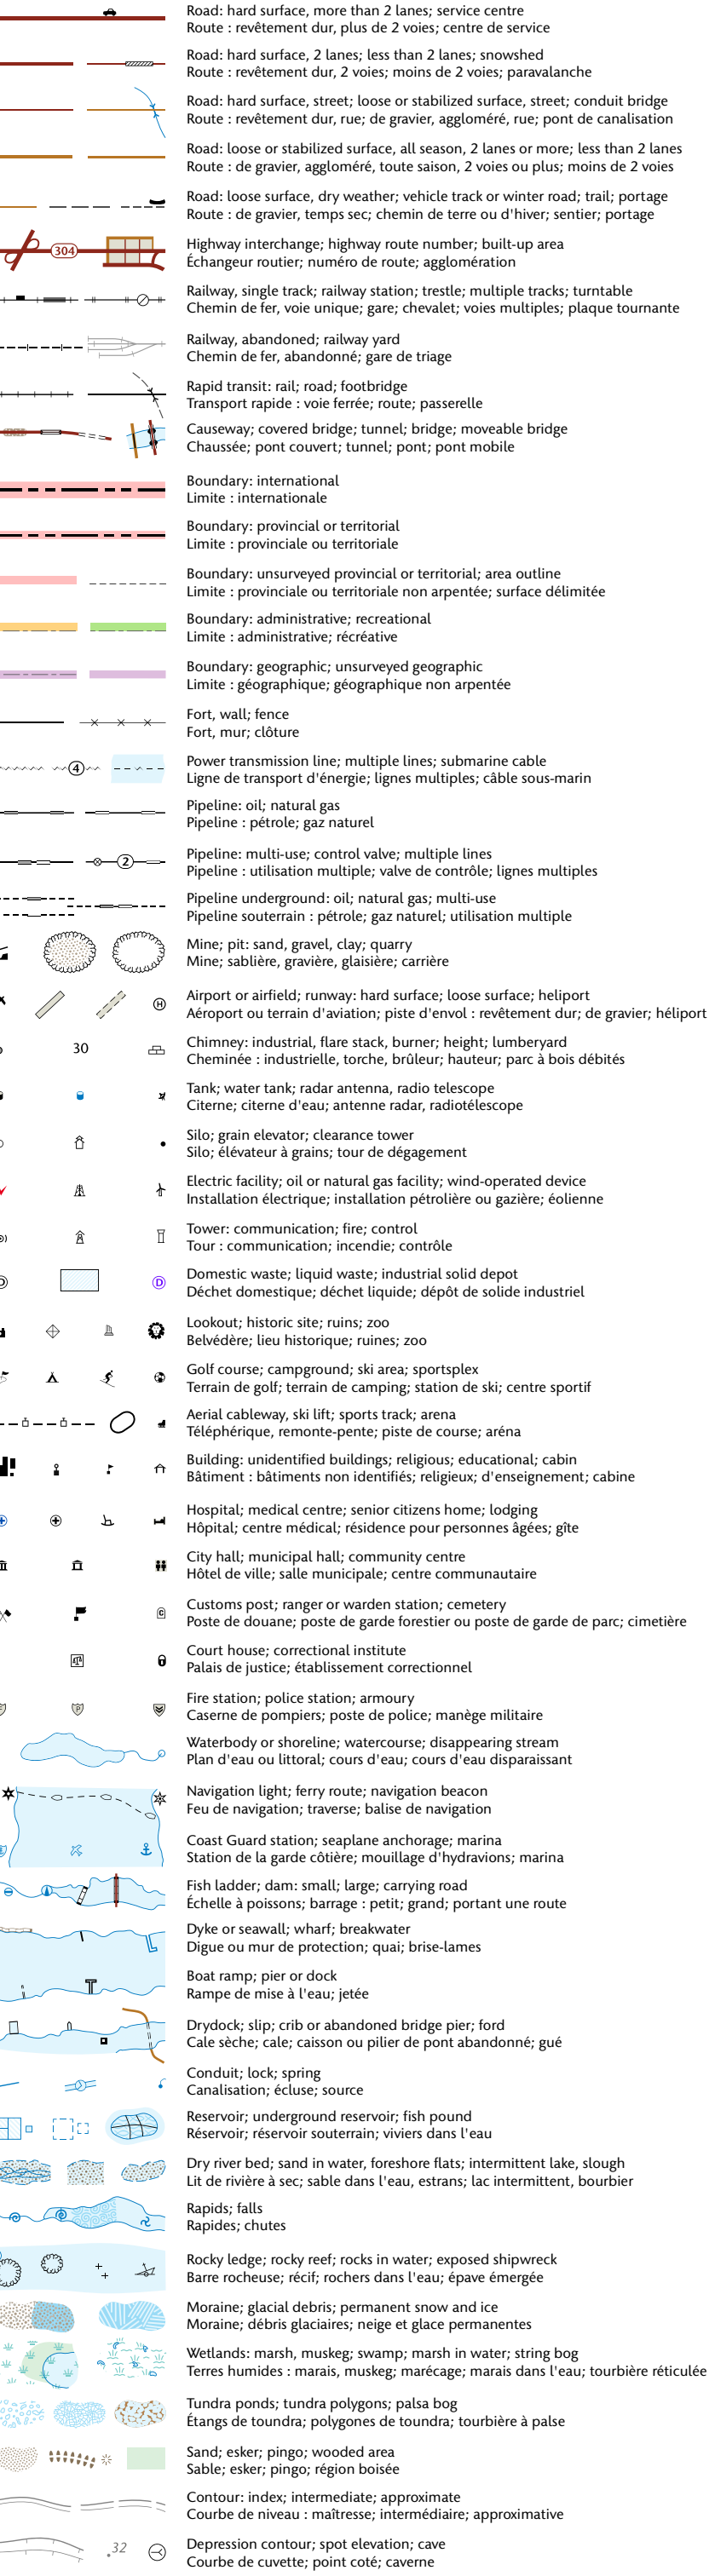 Road: hard surface, more than 2 lanes; service centre
Route : revêtement dur, plus de 2 voies; centre de service
Road: hard surface, 2 lanes; less than 2 lanes; snowshed
Route : revêtement dur, 2 voies; moins de 2 voies; paravalanche
Road: hard surface, street; loose or stabilized surface, street; conduit bridge
Route : revêtement dur, rue; de gravier, aggloméré, rue; pont de canalisation
Road: loose or stabilized surface, all season, 2 lanes or more; less than 2 lanes
Route : de gravier, aggloméré, toute saison, 2 voies ou plus; moins de 2 voies
Road: loose surface, dry weather; vehicle track or winter road; trail; portage
Route : de gravier, temps sec; chemin de terre ou d'hiver; sentier; portage
304
Highway interchange; highway route number; built-up area
Échangeur routier; numéro de route; agglomération
Railway, single track; railway station; trestle; multiple tracks; turntable
Chemin de fer, voie unique; gare; chevalet; voies multiples; plaque tournante
Railway, abandoned; railway yard
Chemin de fer, abandonné; gare de triage
Rapid transit: rail; road; footbridge
Transport rapide : voie ferrée; route; passerelle
Causeway; covered bridge; tunnel; bridge; moveable bridge
Chaussée; pont couvert; tunnel; pont; pont mobile
Boundary: international
Limite : internationale
Boundary: provincial or territorial
Limite : provinciale ou territoriale
Boundary: unsurveyed provincial or territorial; area outline
Limite : provinciale ou territoriale non arpentée; surface délimitée
Boundary: administrative; recreational
Limite : administrative; récréative
Boundary: geographic; unsurveyed geographic
Limite : géographique; géographique non arpentée
Fort, wall; fence
Fort, mur; clôture
4
Power transmission line; multiple lines; submarine cable
Ligne de transport d'énergie; lignes multiples; câble sous-marin
Pipeline: oil; natural gas
Pipeline : pétrole; gaz naturel
2
Pipeline: multi-use; control valve; multiple lines
Pipeline : utilisation multiple; valve de contrôle; lignes multiples
Pipeline underground: oil; natural gas; multi-use
Pipeline souterrain : pétrole; gaz naturel; utilisation multiple
Mine; pit: sand, gravel, clay; quarry
Mine; sablière, gravière, glaisière; carrière
H
Airport or airfield; runway: hard surface; loose surface; heliport
Aéroport ou terrain d'aviation; piste d'envol : revêtement dur; de gravier; héliport
30
Chimney: industrial, flare stack, burner; height; lumberyard
Cheminée : industrielle, torche, brûleur; hauteur; parc à bois débités
Tank; water tank; radar antenna, radio telescope
Citerne; citerne d'eau; antenne radar, radiotélescope
Silo; grain elevator; clearance tower
Silo; élévateur à grains; tour de dégagement
Electric facility; oil or natural gas facility; wind-operated device
Installation électrique; installation pétrolière ou gazière; éolienne
Tower: communication; fire; control
Tour : communication; incendie; contrôle
D D
Domestic waste; liquid waste; industrial solid depot
Déchet domestique; déchet liquide; dépôt de solide industriel
Lookout; historic site; ruins; zoo
Belvédère; lieu historique; ruines; zoo
Golf course; campground; ski area; sportsplex
Terrain de golf; terrain de camping; station de ski; centre sportif
Aerial cableway, ski lift; sports track; arena
Téléphérique, remonte-pente; piste de course; aréna
Building: unidentified buildings; religious; educational; cabin
Bâtiment : bâtiments non identifiés; religieux; d'enseignement; cabine
Hospital; medical centre; senior citizens home; lodging
Hôpital; centre médical; résidence pour personnes âgées; gîte
City hall; municipal hall; community centre
Hôtel de ville; salle municipale; centre communautaire
C
Customs post; ranger or warden station; cemetery
Poste de douane; poste de garde forestier ou poste de garde de parc; cimetière
Court house; correctional institute
Palais de justice; établissement correctionnel
P
Fire station; police station; armoury
Caserne de pompiers; poste de police; manège militaire
Waterbody or shoreline; watercourse; disappearing stream
Plan d'eau ou littoral; cours d'eau; cours d'eau disparaissant
Navigation light; ferry route; navigation beacon
Feu de navigation; traverse; balise de navigation
Coast Guard station; seaplane anchorage; marina
Station de la garde côtière; mouillage d'hydravions; marina
Fish ladder; dam: small; large; carrying road
Échelle à poissons; barrage : petit; grand; portant une route
Dyke or seawall; wharf; breakwater
Digue ou mur de protection; quai; brise-lames
Boat ramp; pier or dock
Rampe de mise à l'eau; jetée
Drydock; slip; crib or abandoned bridge pier; ford
Cale sèche; cale; caisson ou pilier de pont abandonné; gué
Conduit; lock; spring
Canalisation; écluse; source
Reservoir; underground reservoir; fish pound
Réservoir; réservoir souterrain; viviers dans l'eau
Dry river bed; sand in water, foreshore flats; intermittent lake, slough
Lit de rivière à sec; sable dans l'eau, estrans; lac intermittent, bourbier
Rapids; falls
Rapides; chutes
Rocky ledge; rocky reef; rocks in water; exposed shipwreck
Barre rocheuse; récif; rochers dans l'eau; épave émergée
Moraine; glacial debris; permanent snow and ice
Moraine; débris glaciaires; neige et glace permanentes
Wetlands: marsh, muskeg; swamp; marsh in water; string bog
Terres humides : marais, muskeg; marécage; marais dans l'eau; tourbière réticulée
Tundra ponds; tundra polygons; palsa bog
Étangs de toundra; polygones de toundra; tourbière à palse
Sand; esker; pingo; wooded area
Sable; esker; pingo; région boisée
Contour: index; intermediate; approximate
Courbe de niveau : maîtresse; intermédiaire; approximative
.32
Depression contour; spot elevation; cave
Courbe de cuvette; point coté; caverne